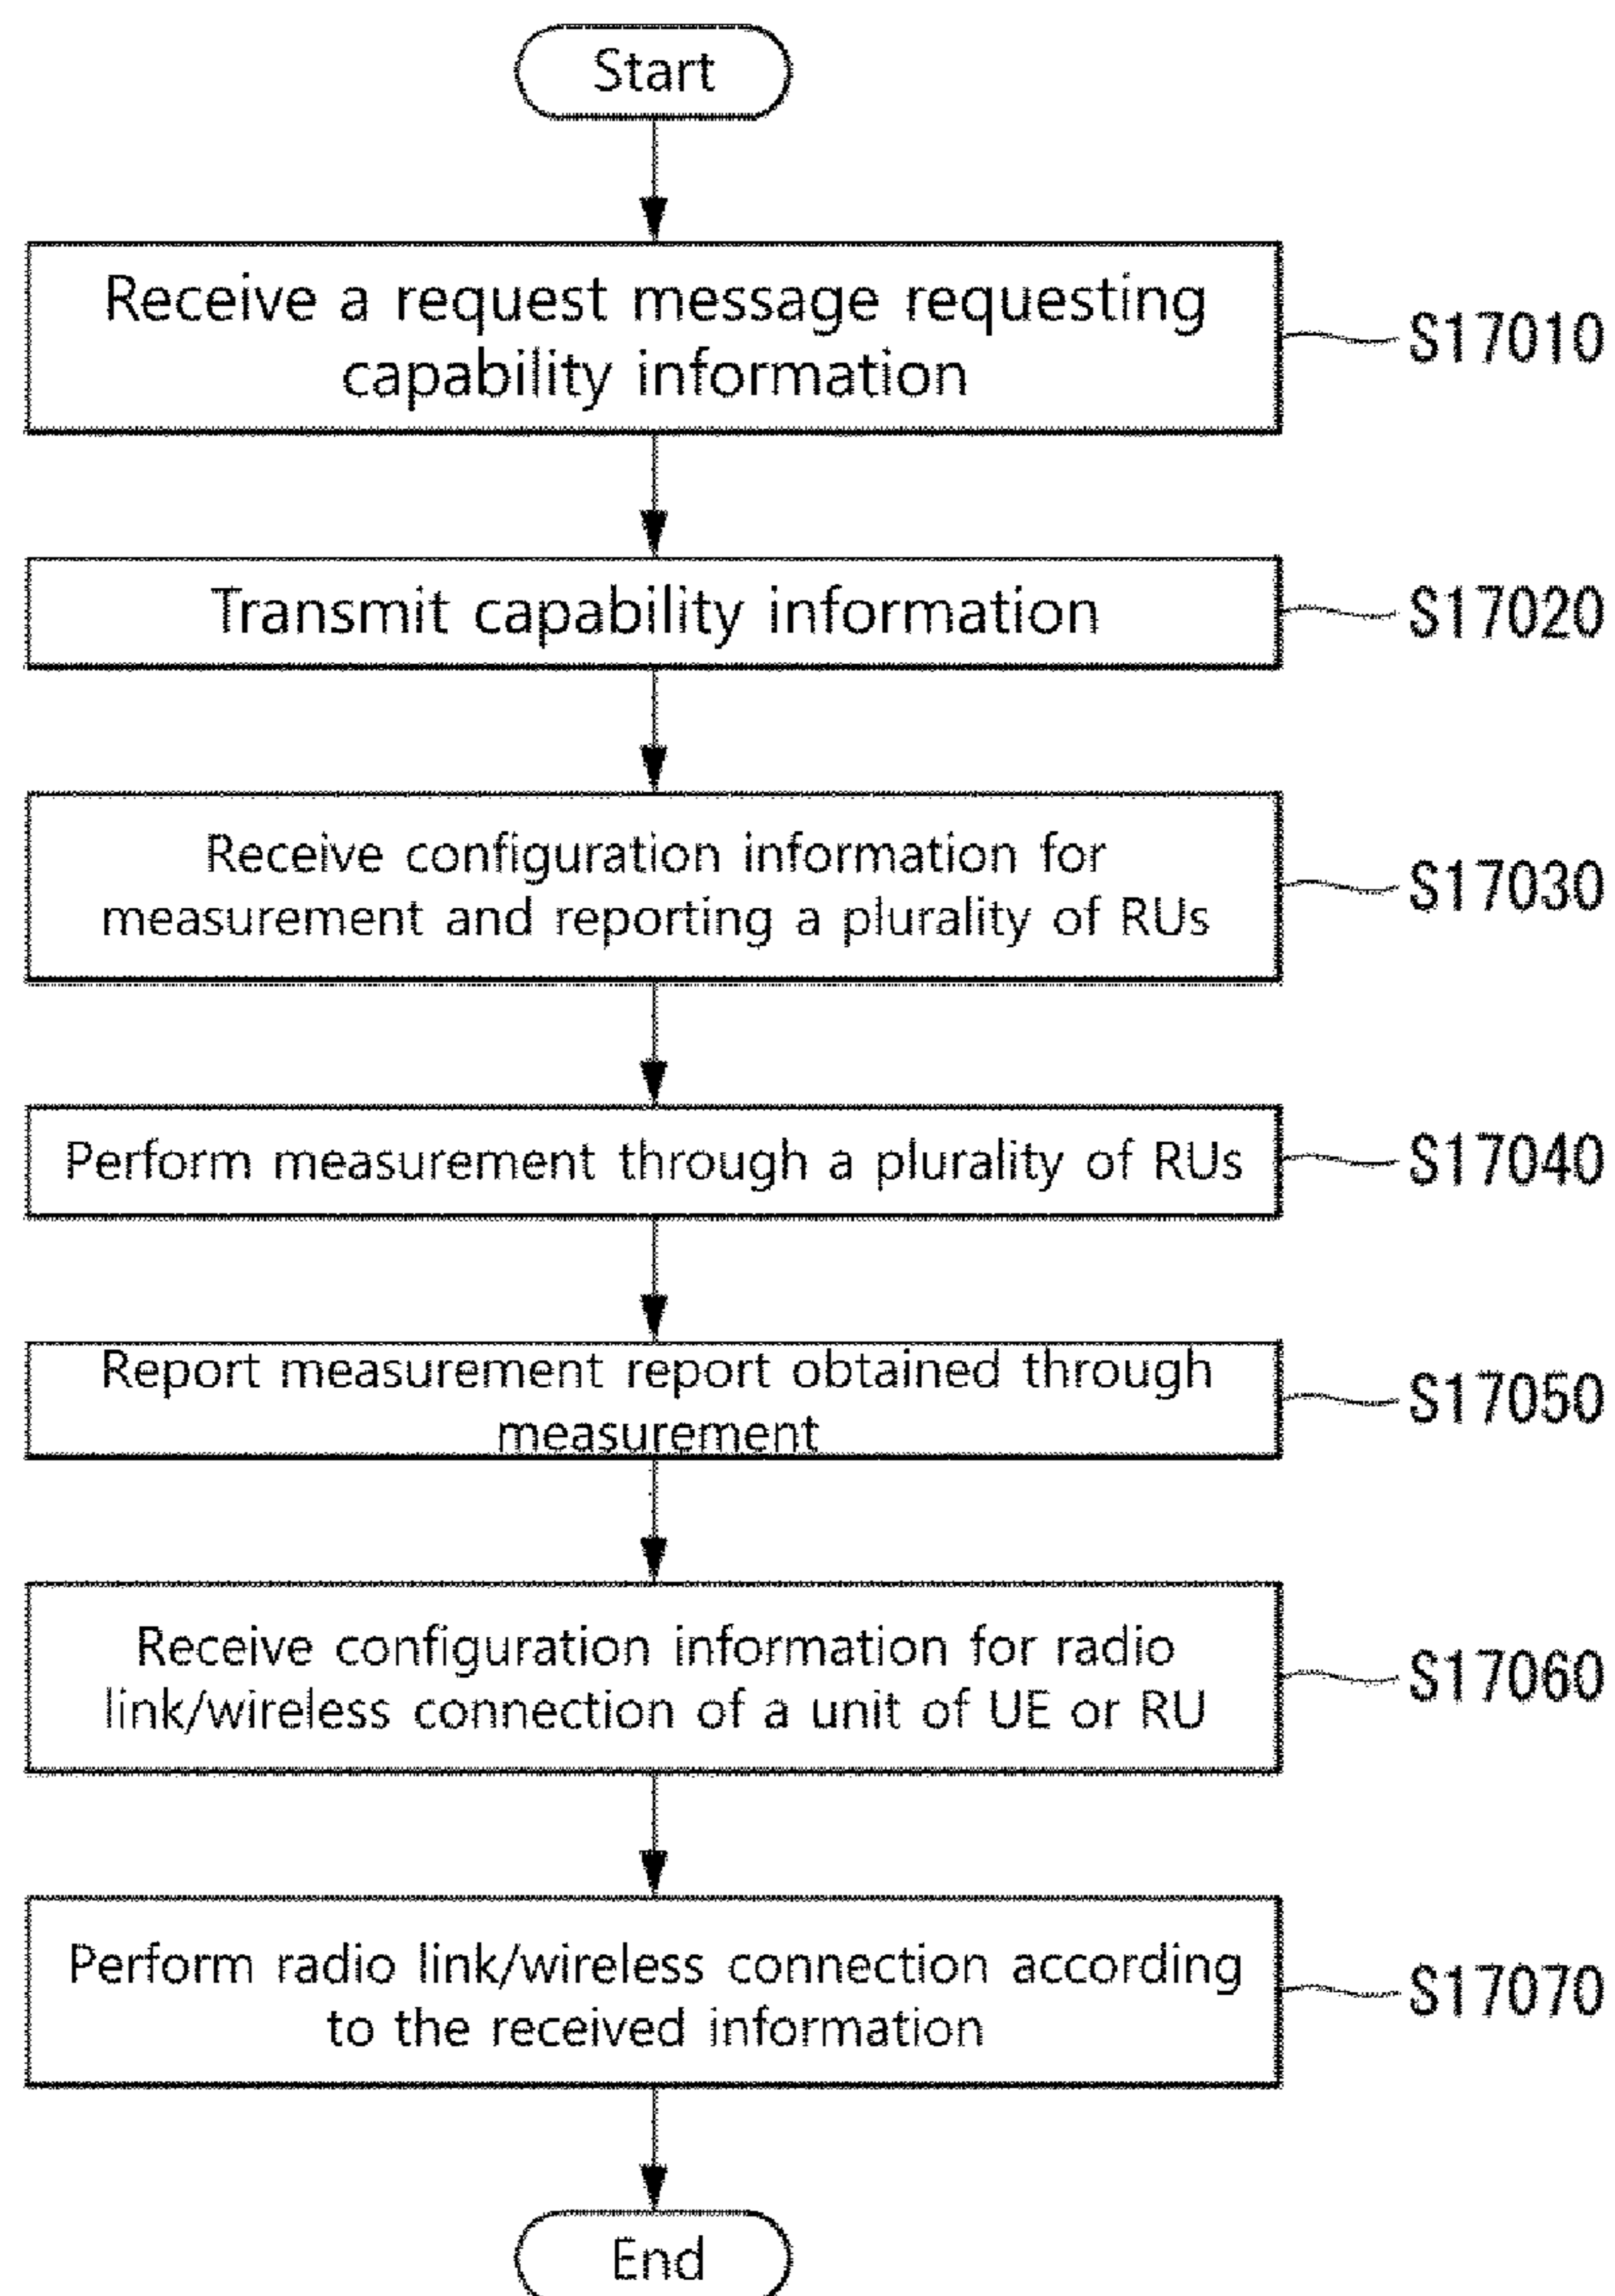 Start
Receive a request message requesting
capability information
S17010
Transmit capability information
S17020
Receive configuration information for
measurement and reporting a plurality of RUs
S17030
Perform measurement through a plurality of RUs
S17040
Report measurement report obtained through
measurement
S17050
Receive configuration information for radio
link/wireless connection of a unit of UE or RU
S17060
Perform radio link/wireless connection according
to the received information
S17070
End